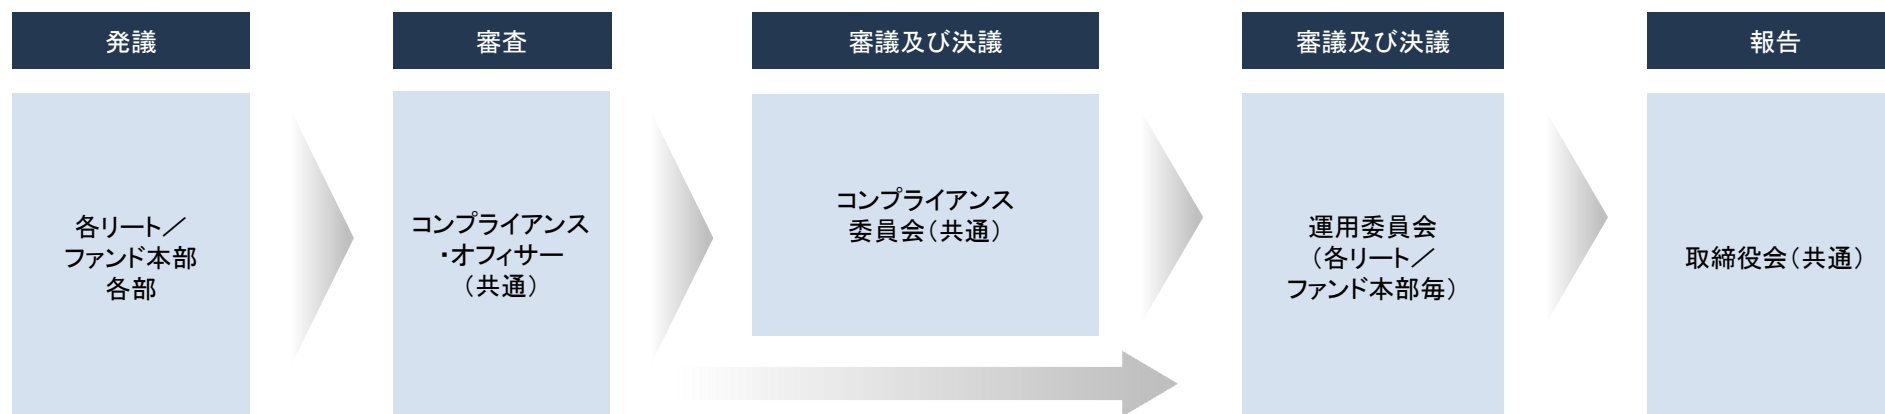 発議
審査
審議及び決議
審議及び決議
報告
各リート／
ファンド本部
各部
コンプライアンス
・オフィサー
（共通）
コンプライアンス
委員会（共通）
運用委員会
（各リート／
ファンド本部毎）
取締役会（共通）